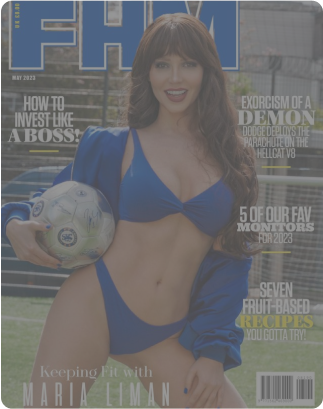 FHM
MAY 2023
HOW TO
INVEST LIKE
A BOSS!
EXORCISM OF A
DEMON
DODGE DEPLOYS THE
PARACHUTE ON THE
HELLCAT V8
5 OF OUR FAV
MONITORS
FOR 2023
SEVEN
FRUIT-BASED
RECIPES
YOU GOTTA TRY!
Keeping Fit with
MARIA LIMAN